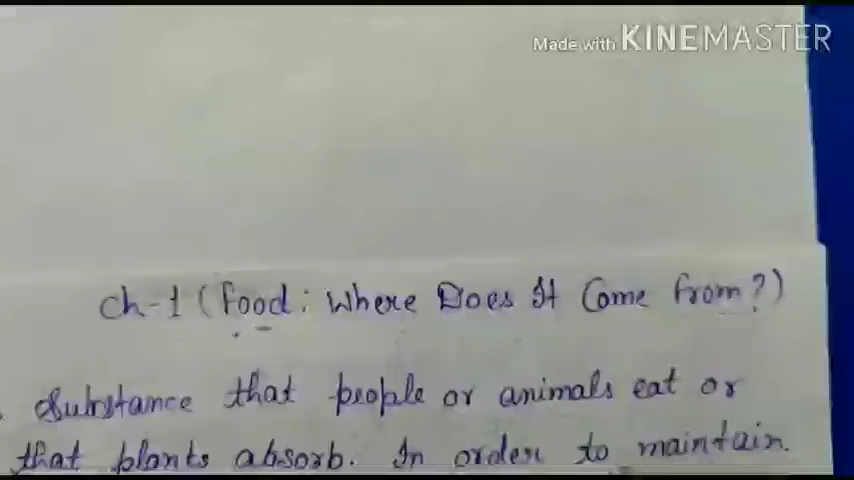 Made with KINEMASTER
Ch-1 (Food: Where Does It Come from?)
Substance that people or animals eat or
that plants absorb. In order to maintain.